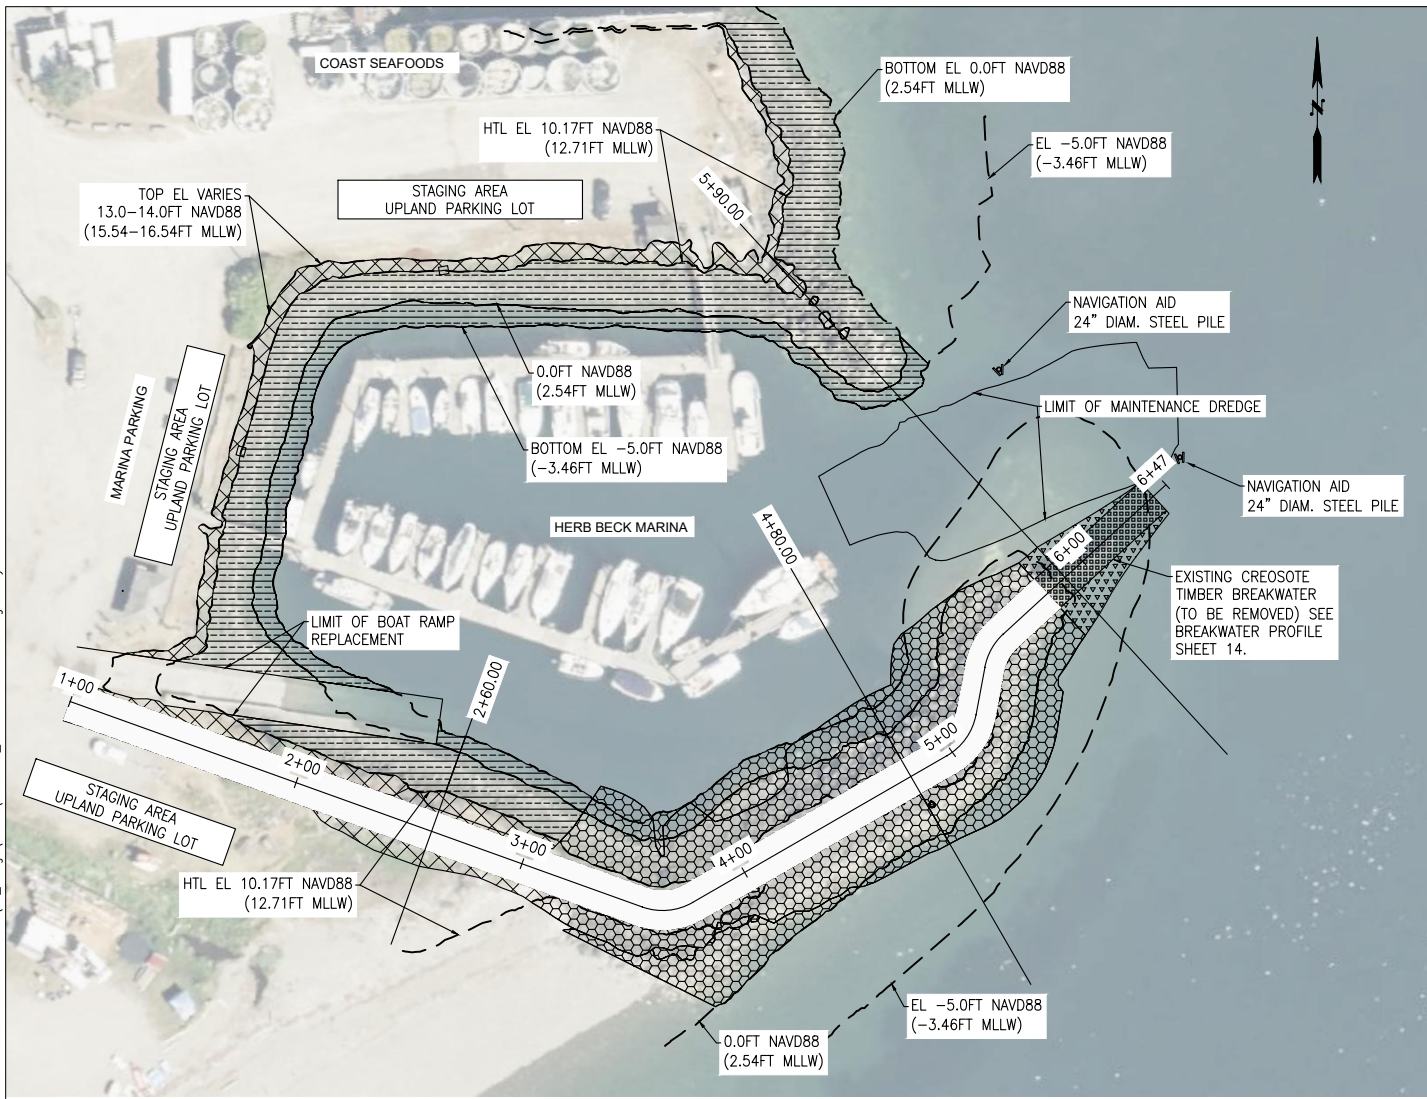 COAST SEAFOODS
BOTTOM EL 0.0FT NAVD88
(2.54FT MLLW)
N
HTL EL 10.17FT NAVD88
(12.71FT MLLW)
EL -5.0FT NAVD88
(-3.46FT MLLW)
STAGING AREA
UPLAND PARKING LOT
5+90.00
TOP EL VARIES
13.0-14.0FT NAVD88
(15.54-16.54FT MLLW)
NAVIGATION AID
24" DIAM. STEEL PILE
0.0FT NAVD88
(2.54FT MLLW)
LIMIT OF MAINTENANCE DREDGE
MARINA PARKING
STAGING AREA
UPLAND PARKING LOT
BOTTOM EL -5.0FT NAVD88
(-3.46FT MLLW)
6+47
NAVIGATION AID
24" DIAM. STEEL PILE
HERB BECK MARINA
4+80.00
6+00
EXISTING CREOSOTE
TIMBER BREAKWATER
(TO BE REMOVED) SEE
BREAKWATER PROFILE
SHEET 14.
LIMIT OF BOAT RAMP
REPLACEMENT
1+00
2+60.00
2+00
5+00
STAGING AREA
UPLAND PARKING LOT
3+00
4+00
HTL EL 10.17FT NAVD88
(12.71FT MLLW)
EL -5.0FT NAVD88
(-3.46FT MLLW)
0.0FT NAVD88
(2.54FT MLLW)